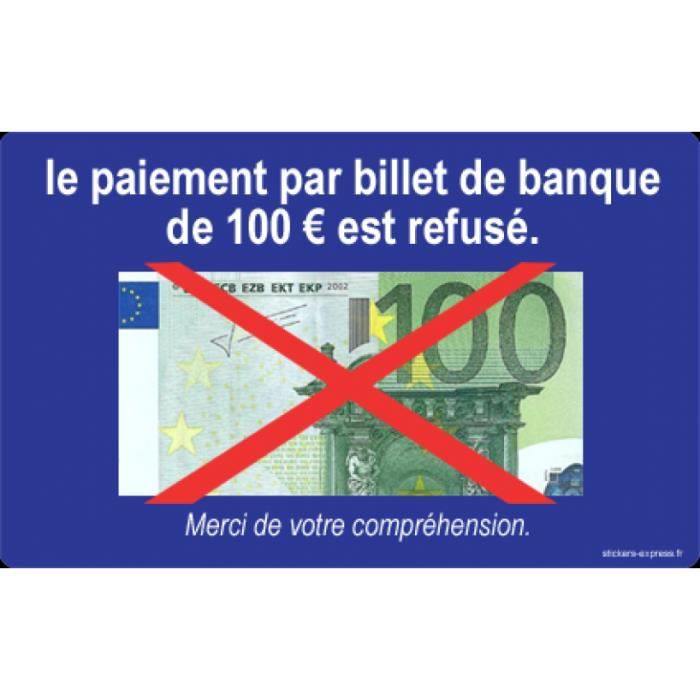 le paiement par billet de banque
de 100 € est refusé.
CB EZB EKT EKP 2002
100
Merci de votre compréhension.
stickers-express.fr